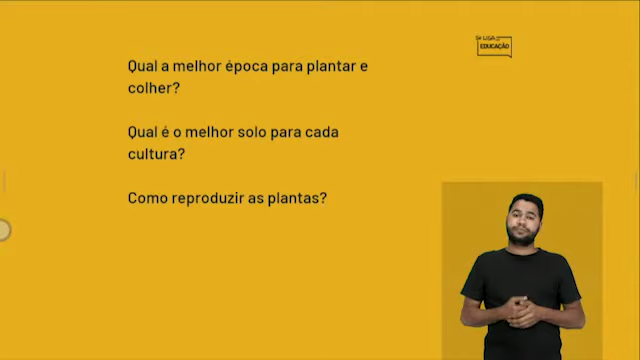 Qual a melhor época para plantar e
colher?
Qual é o melhor solo para cada
cultura?
Como reproduzir as plantas?
EDUCAÇÃO